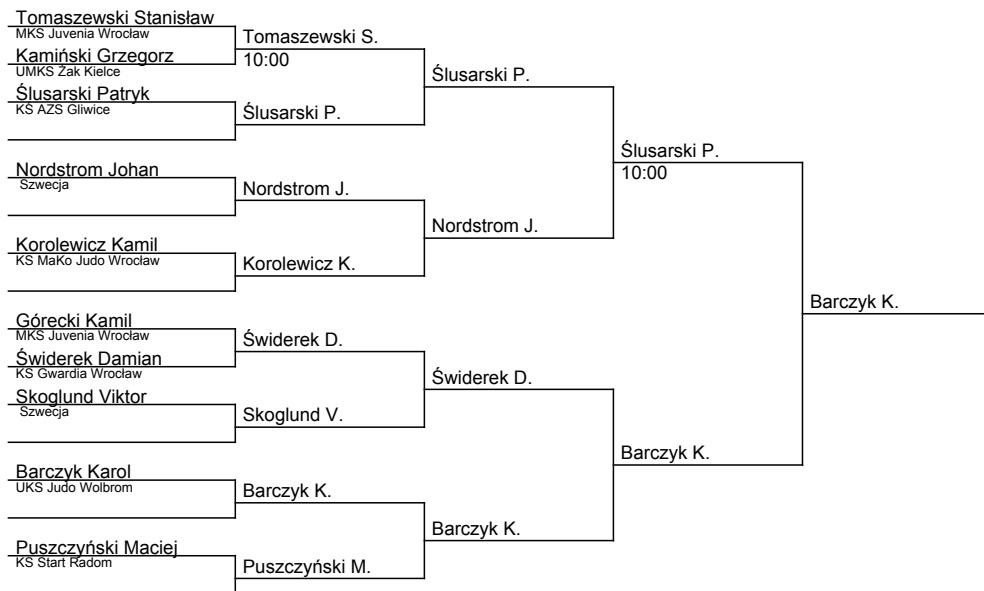 Tomaszewski Stanisław
MKS Juvenia Wrocław
Kamiński Grzegorz
UMKS Żak Kielce
Ślusarski Patryk
KŚ AZS Gliwice
Nordstrom Johan
Szwecja
Korolewicz Kamil
KS MaKo Judo Wrocław
Górecki Kamil
MKS Juvenia Wrocław
Świderek Damian
KS Gwardia Wrocław
Skoglund Viktor
Szwecja
Barczyk Karol
UKS Judo Wolbrom
Puszczyński Maciej
KS Start Radom
Tomaszewski S.
10:00
Ślusarski P.
Nordstrom J.
Korolewicz K.
Świderek D.
Skoglund V.
Barczyk K.
Puszczyński M.
Ślusarski P.
Nordstrom J.
Świderek D.
Barczyk K.
Ślusarski P.
10:00
Barczyk K.
Barczyk K.